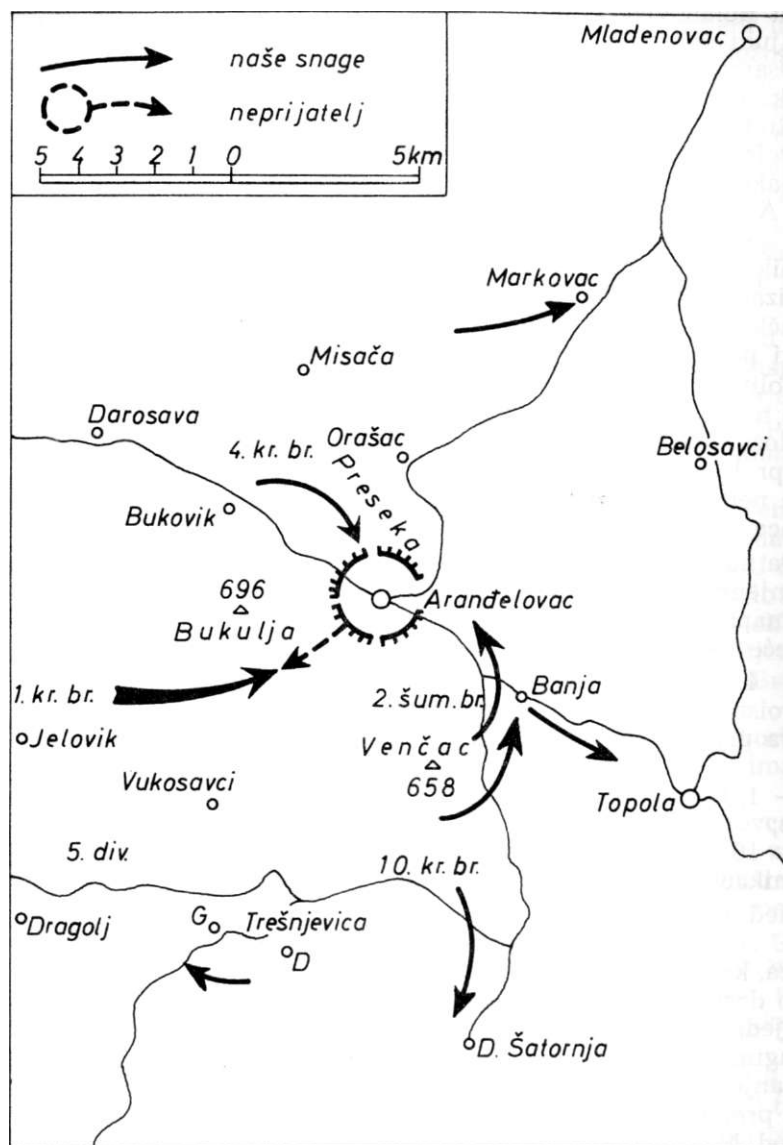 Mladenovac
naše snage
neprijatelj
5 4 3 2 1 0 5km
Markovac
Misača
Darosava
4. kr. br.
Orašac
Preseka
Belosavci
Bukovik
696
Bukulja
Aranđelovac
1. kr. br.
2. šum. br.
Banja
Jelovik
Venčac
658
Vukosavci
Topola
5. div.
10. kr. br.
Dragolj
G
Trešnjevica
D
D. Šatornja